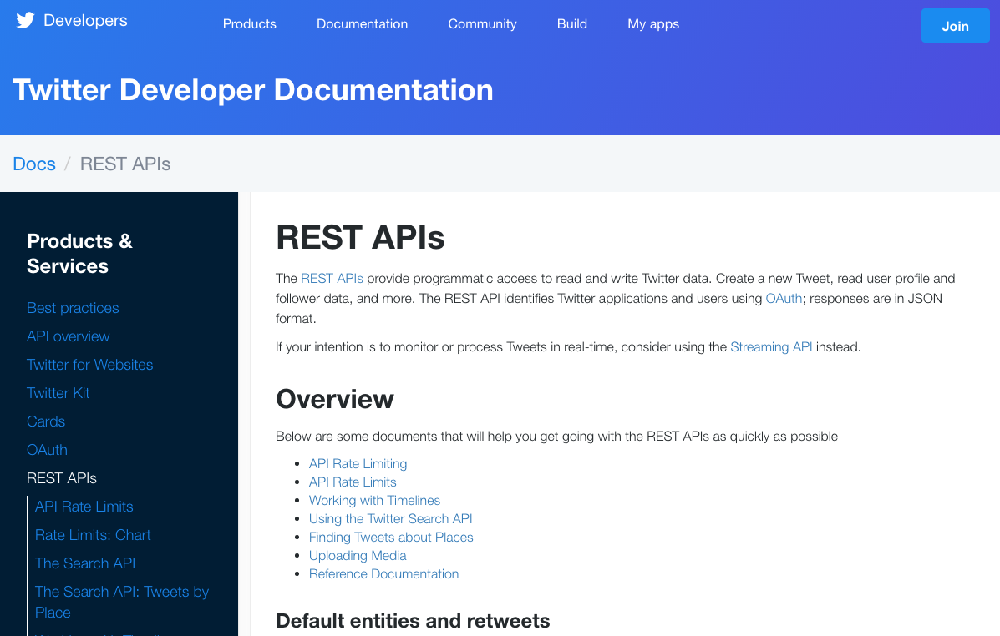 Developers
Products
Documentation
Community
Build
My apps
Join
Twitter Developer Documentation
Docs / REST APIs
Products &
Services
Best practices
API overview
Twitter for Websites
Twitter Kit
Cards
OAuth
REST APIs
API Rate Limits
Rate Limits: Chart
The Search API
The Search API: Tweets by
Place
REST APIs
The REST APIs provide programmatic access to read and write Twitter data. Create a new Tweet, read user profile and
follower data, and more. The REST API identifies Twitter applications and users using OAuth; responses are in JSON
format.
If your intention is to monitor or process Tweets in real-time, consider using the Streaming API instead.
Overview
Below are some documents that will help you get going with the REST APIs as quickly as possible
API Rate Limiting
API Rate Limits
Working with Timelines
Using the Twitter Search API
Finding Tweets about Places
Uploading Media
Reference Documentation
Default entities and retweets